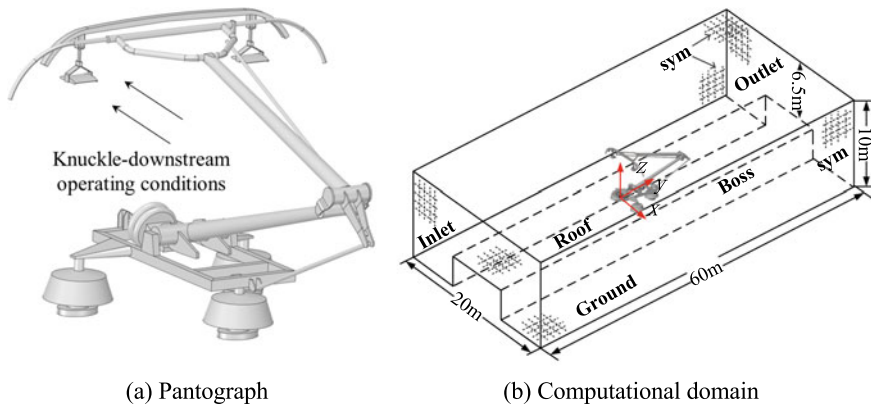 Knuckle-downstream
operating conditions
(a) Pantograph
sym
Outlet
6.5m
10m
sym
Z
Y
X
Boss
Roof
Inlet
Ground
60m
20m
(b) Computational domain